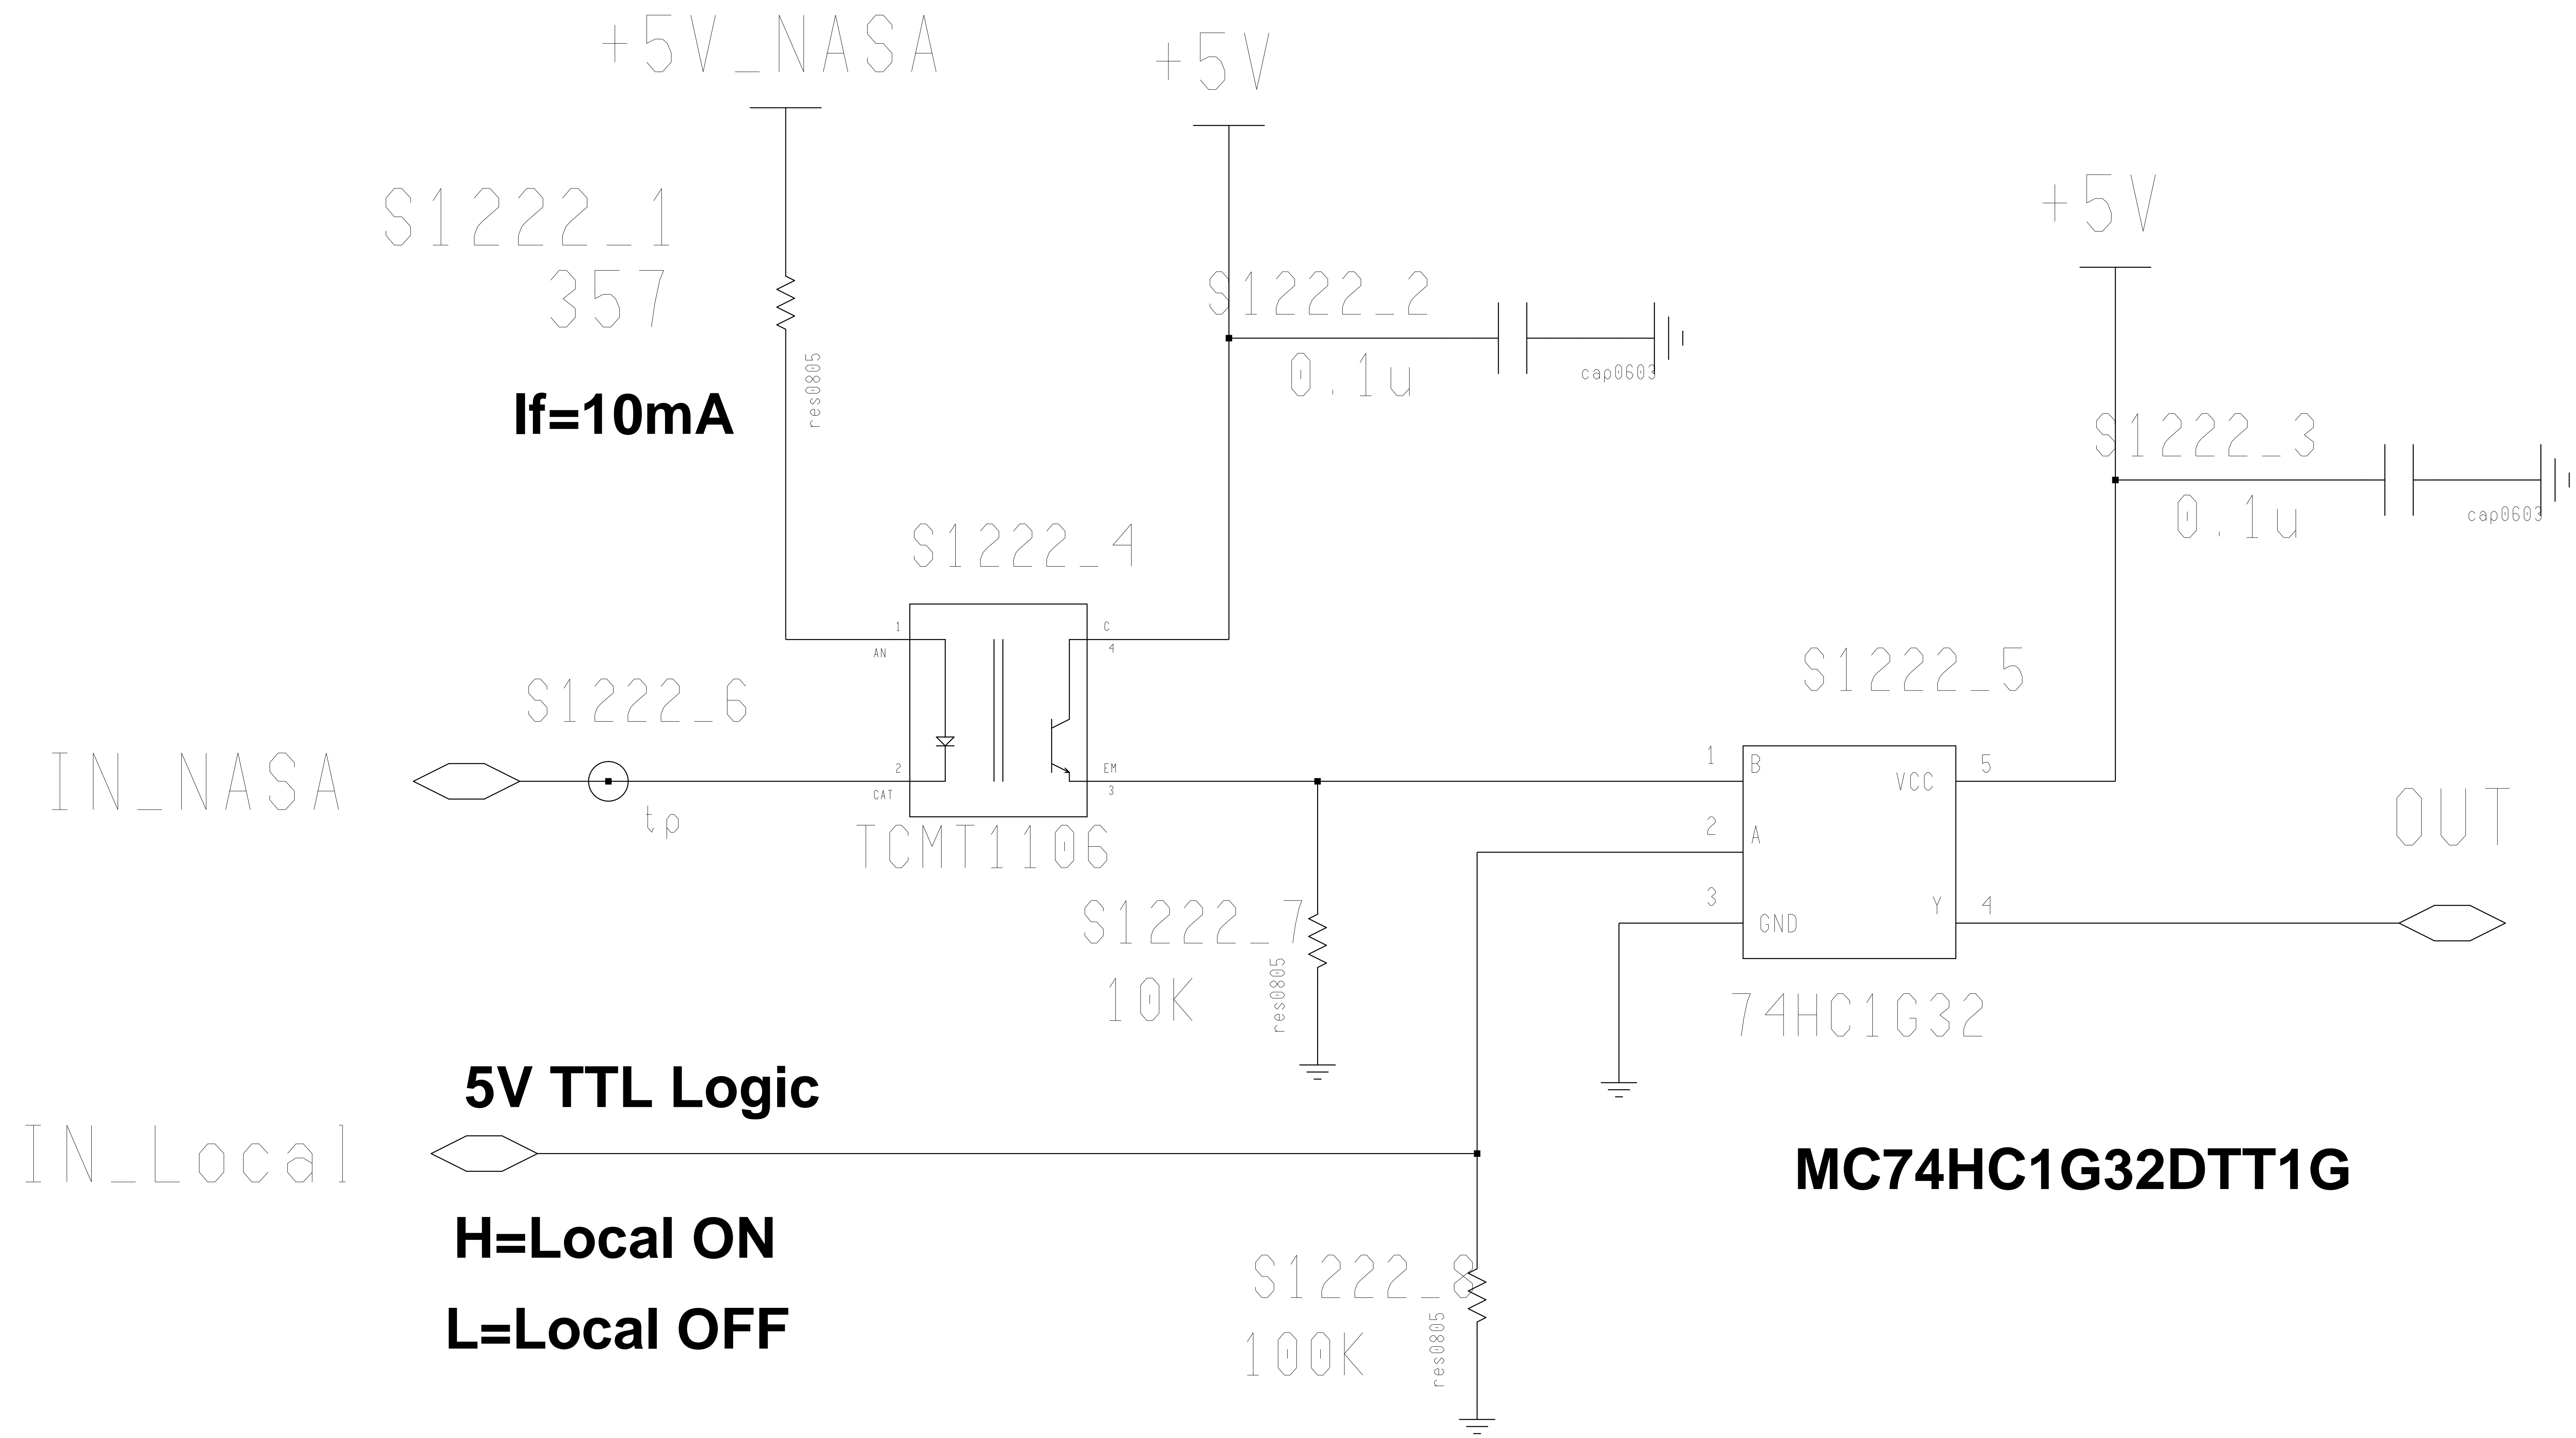 +5V_NASA
+5V
+5V
S1222_1
357
If=10mA
res0805
S1222_2
0.1u
cap0603
S1222_3
0.1u
cap0603
S1222_4
1
AN
C
4
S1222_6
IN_NASA
tp
2
CAT
EM
3
TCMT1106
S1222_5
1
B
VCC
5
2
A
3
GND
Y
4
OUT
74HC1G32
S1222_7
10K
res0805
5V TTL Logic
IN_Local
H=Local ON
L=Local OFF
MC74HC1G32DTT1G
S1222_8
100K
res0805